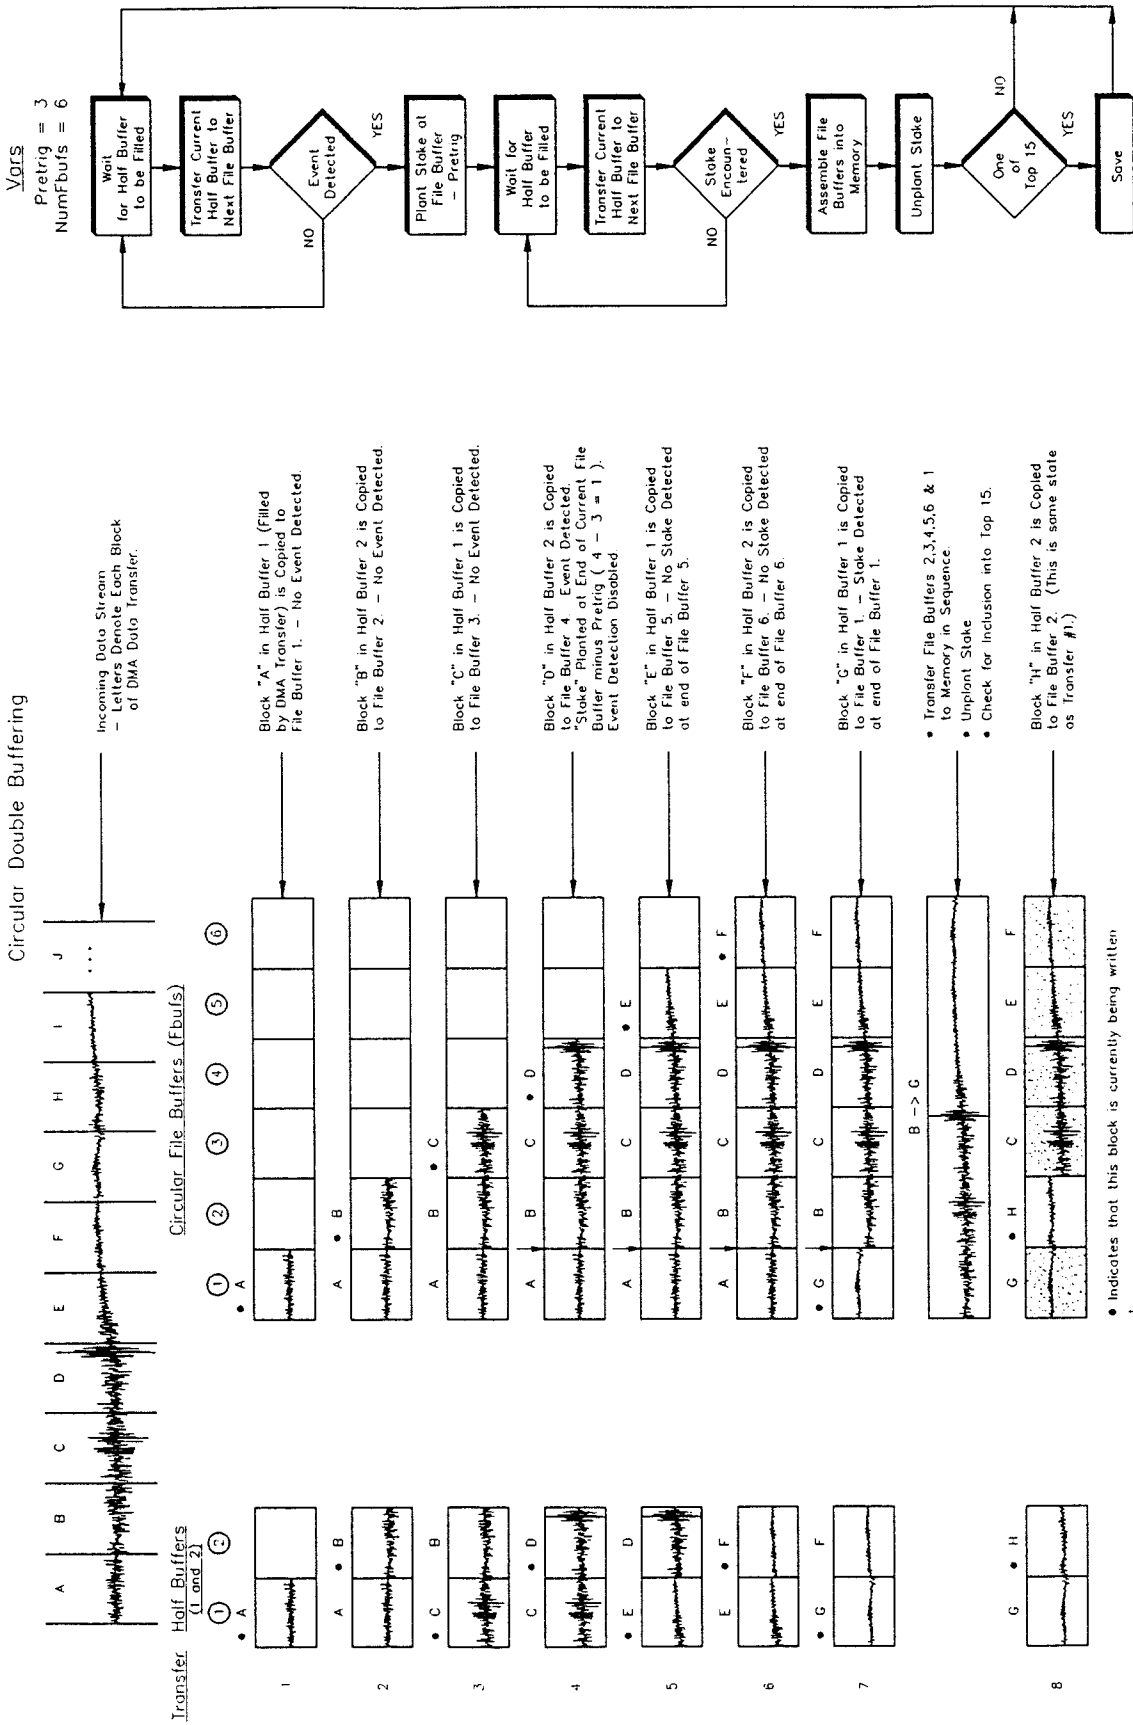 Circular Double Buffering
A
B
C
D
E
F
G
H
I
J
...
Incoming Data Stream
– Letters Denote Each Block
of DMA Data Transfer.
Transfer
Half Buffers
(1 and 2)
1
2
Circular File Buffers (Fbufs)
1
2
3
4
5
6
1
• A
• A
Block "A" in Half Buffer 1 (Filled
by DMA Transfer) is Copied to
File Buffer 1. – No Event Detected.
2
A • B
A • B
Block "B" in Half Buffer 2 is Copied
to File Buffer 2. – No Event Detected.
3
• C B
A B • C
Block "C" in Half Buffer 1 is Copied
to File Buffer 3. – No Event Detected.
4
C • D
A B C • D
Block "D" in Half Buffer 2 is Copied
to File Buffer 4. Event Detected.
"Stake" Planted at End of Current File
Buffer minus Pretrig ( 4 – 3 = 1 ).
Event Detection Disabled
5
• E D
A B C D • E
Block "E" in Half Buffer 1 is Copied
to File Buffer 5. – No Stake Detected
at end of File Buffer 5.
6
E • F
A B C D E • F
Block "F" in Half Buffer 2 is Copied
to File Buffer 6. – No Stake Detected
at end of File Buffer 6.
7
• G F
• G B C D E F
Block "G" in Half Buffer 1 is Copied
to File Buffer 1. – Stake Detected
at end of File Buffer 1.
B –> G
• Transfer File Buffers 2,3,4,5,6 & 1
to Memory in Sequence.
• Unplant Stake
• Check for Inclusion into Top 15.
8
G • H
G • H C D E F
Block "H" in Half Buffer 2 is Copied
to File Buffer 2. (This is same state
as Transfer #1.)
• Indicates that this block is currently being written
Vars
Pretrig = 3
NumFbufs = 6
Wait
for Half Buffer
to be Filled
Transfer Current
Half Buffer to
Next File Buffer
Event
Detected
NO
YES
Plant Stake at
File Buffer
– Pretrig
Wait for
Half Buffer
to be Filled
Transfer Current
Half Buffer to
Next File Buffer
Stake
Encoun-
tered
NO
YES
Assemble File
Buffers into
Memory
Unplant Stake
One
of
Top 15
NO
YES
Save